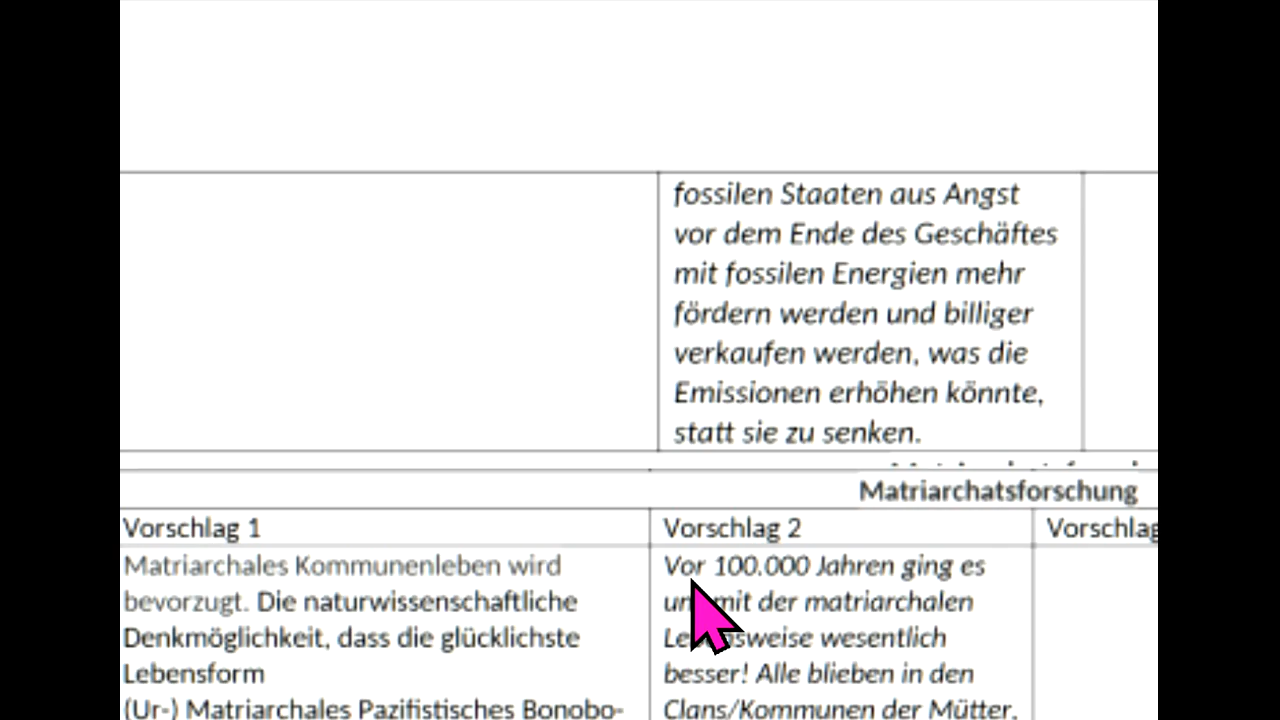 fossilen Staaten aus Angst
vor dem Ende des Geschäftes
mit fossilen Energien mehr
fördern werden und billiger
verkaufen werden, was die
Emissionen erhöhen könnte,
statt sie zu senken.
Matriarchatsforschung
Vorschlag 1
Vorschlag 2
Vorschlag
Matriarchales Kommunenleben wird
bevorzugt. Die naturwissenschaftliche
Denkmöglichkeit, dass die glücklichste
Lebensform
(Ur-) Matriarchales Pazifistisches Bonobo-
Vor 100.000 Jahren ging es
mit der matriarchalen
wesentlich
besser! Alle blieben in den
Clans/Kommunen der Mütter,